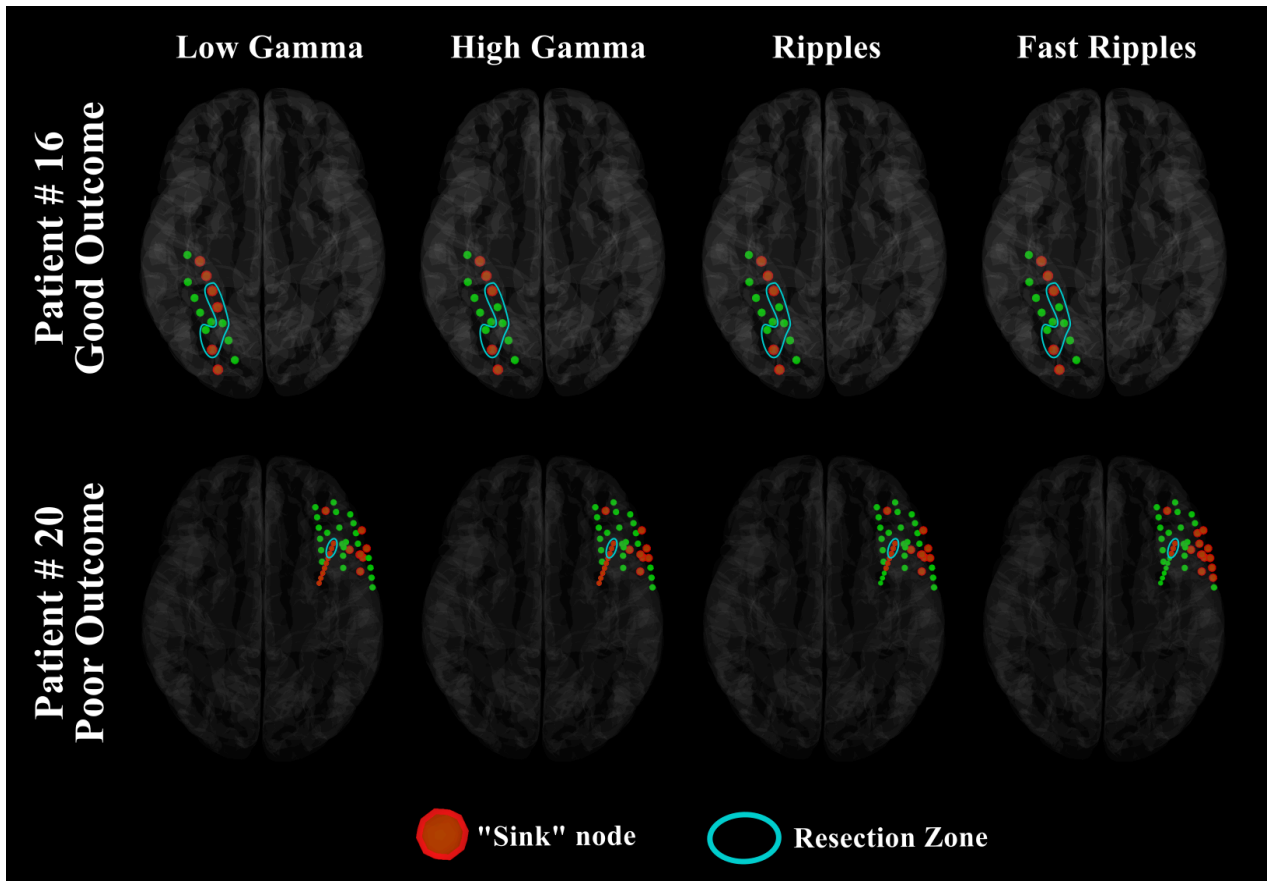 Low Gamma
High Gamma
Ripples
Fast Ripples
Patient # 16
Good Outcome
Patient # 20
Poor Outcome
"Sink" node
Resection Zone